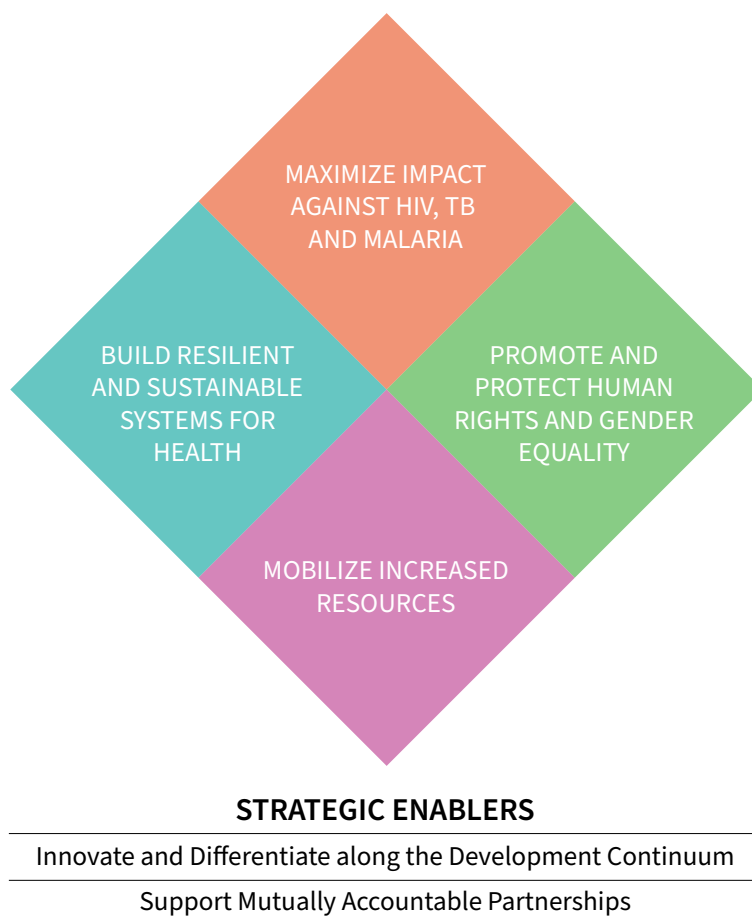 MAXIMIZE IMPACT
AGAINST HIV, TB
AND MALARIA
BUILD RESILIENT
AND SUSTAINABLE
SYSTEMS FOR
HEALTH
PROMOTE AND
PROTECT HUMAN
RIGHTS AND GENDER
EQUALITY
MOBILIZE INCREASED
RESOURCES
STRATEGIC ENABLERS
Innovate and Differentiate along the Development Continuum
Support Mutually Accountable Partnerships